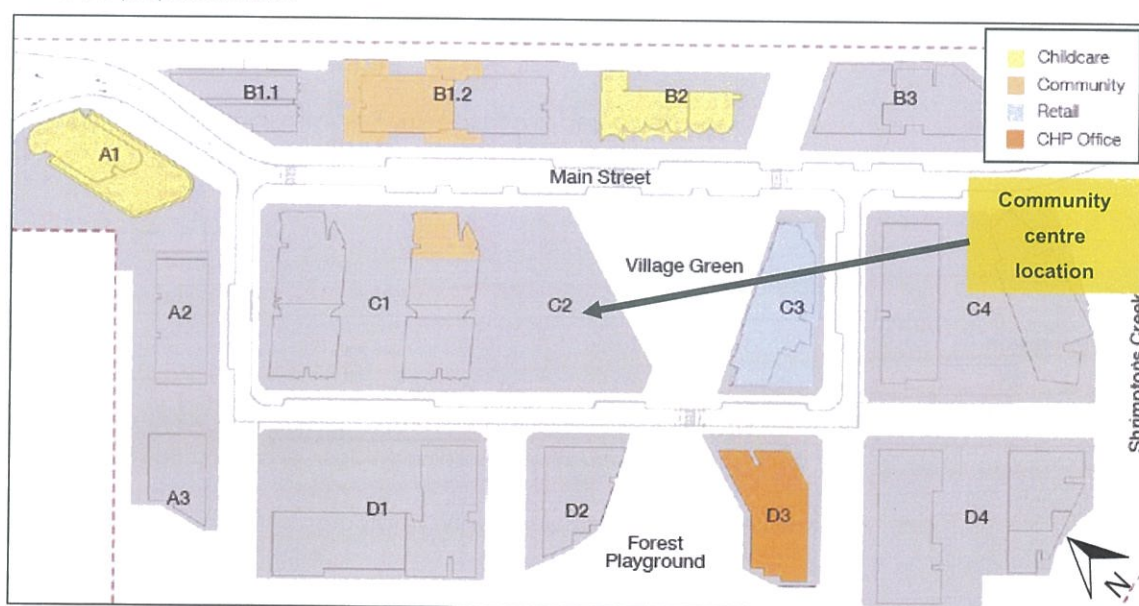 B1.1
B1.2
B2
B3
Childcare
Community
Retail
CHP Office
A1
Main Street
Community
centre
location
Village Green
A2
C1
C2
C3
C4
Shrimptons Creek
A3
D1
D2
D3
D4
Forest
Playground
N